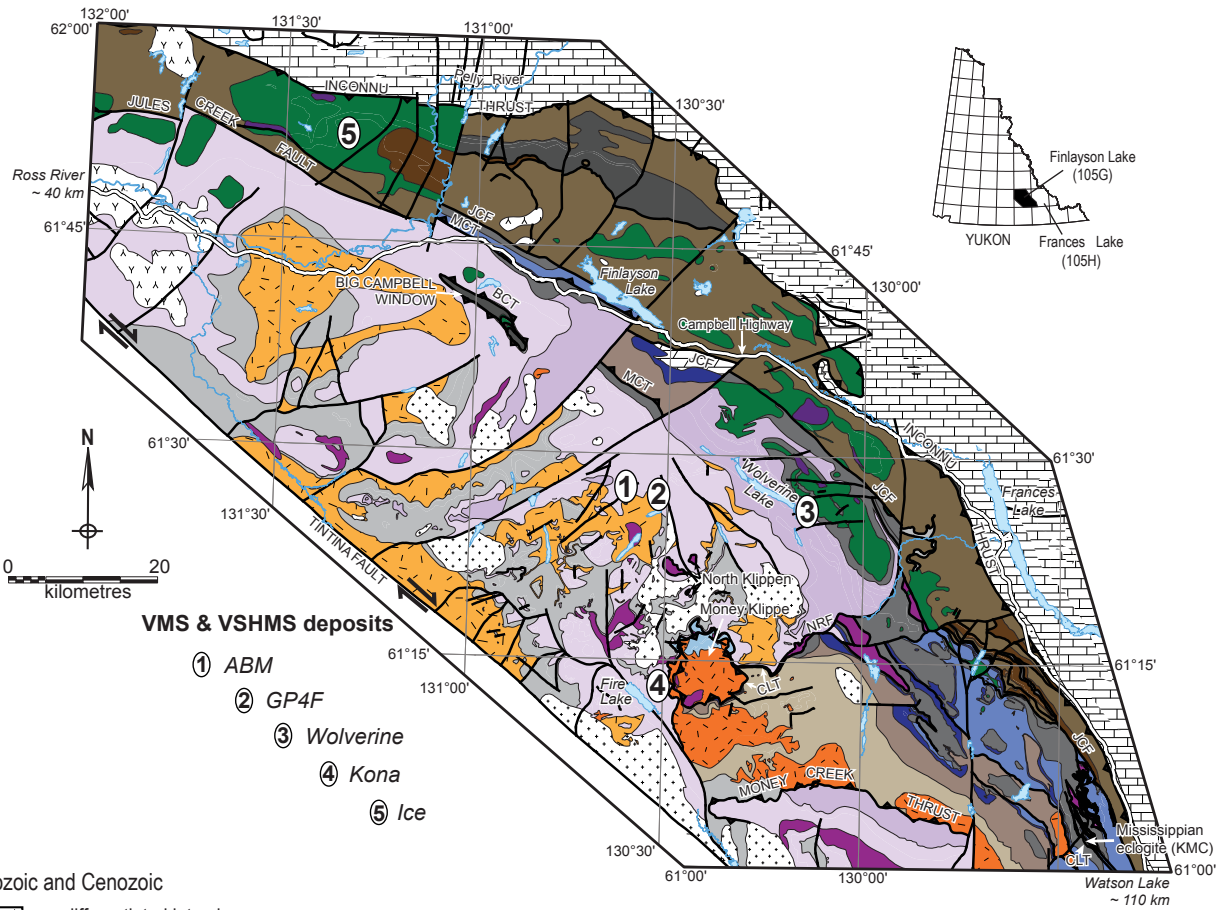 132°00'
62°00'
131°30'
131°00'
130°30'
Pelly River
INCONNU
THRUST
JULES
CREEK
FAULT
5
Ross River
~ 40 km
61°45'
JCF
MCT
Finlayson
Lake
BIG CAMPBELL
WINDOW
BCT
Campbell Highway
61°45'
130°00'
Finlayson Lake
(105G)
YUKON
Frances Lake
(105H)
JCF
MCT
INCONNU
THRUST
61°30'
61°30'
N
131°30'
1
2
3
Wolverine
Lake
JCF
Frances
Lake
TINTINA FAULT
0
20
kilometres
North Klippen
Money Klippe
NRF
VMS & VSHMS deposits
1 ABM
2 GP4F
3 Wolverine
4 Kona
5 Ice
61°15'
61°15'
131°00'
4
CLT
Fire
Lake
JCF
MONEY
CREEK
THRUST
Mississippian
eclogite (KMC)
CLT
130°30'
61°00'
130°00'
61°00'
Watson Lake
~ 110 km
ozoic and Cenozoic